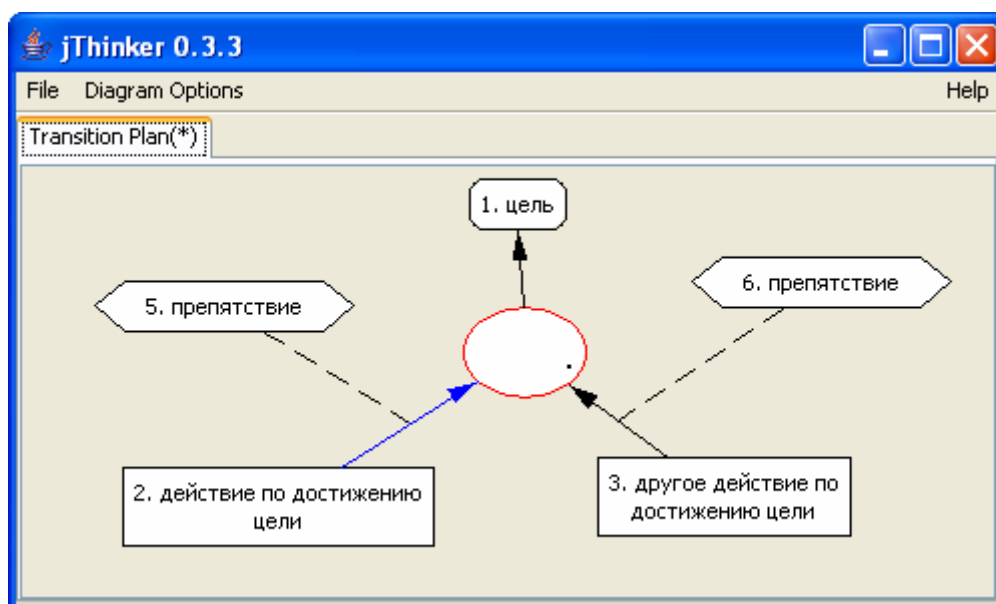 jThinker 0.3.3
File Diagram Options Help
Transition Plan(*)
1. цель
5. препятствие
6. препятствие
2. действие по достижению
цели
3. другое действие по
достижению цели